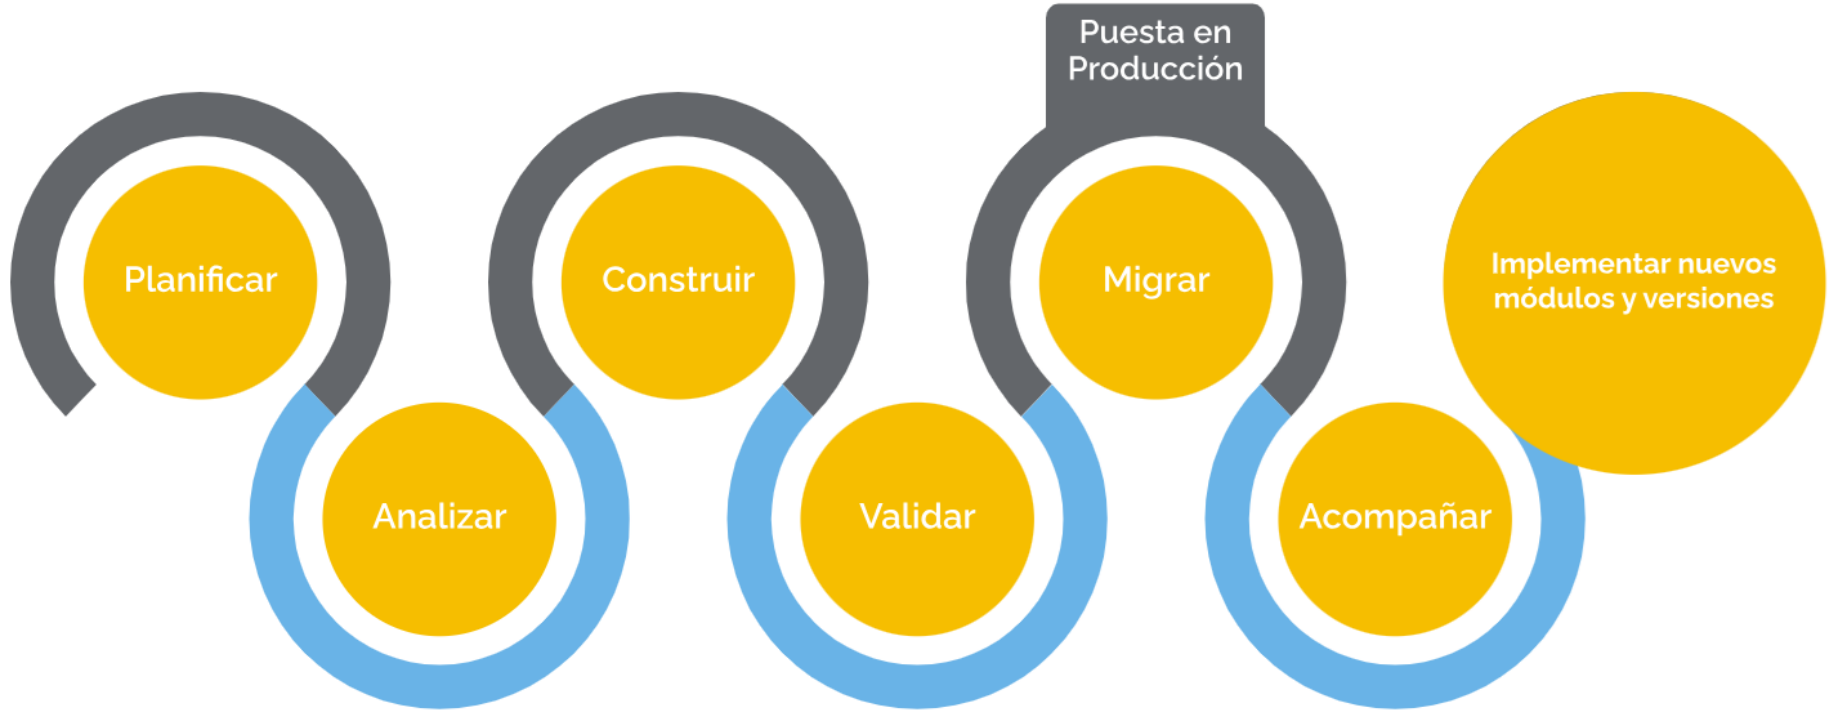 Planificar
Analizar
Construir
Validar
Puesta en
Producción
Migrar
Acompañar
Implementar nuevos
módulos y versiones